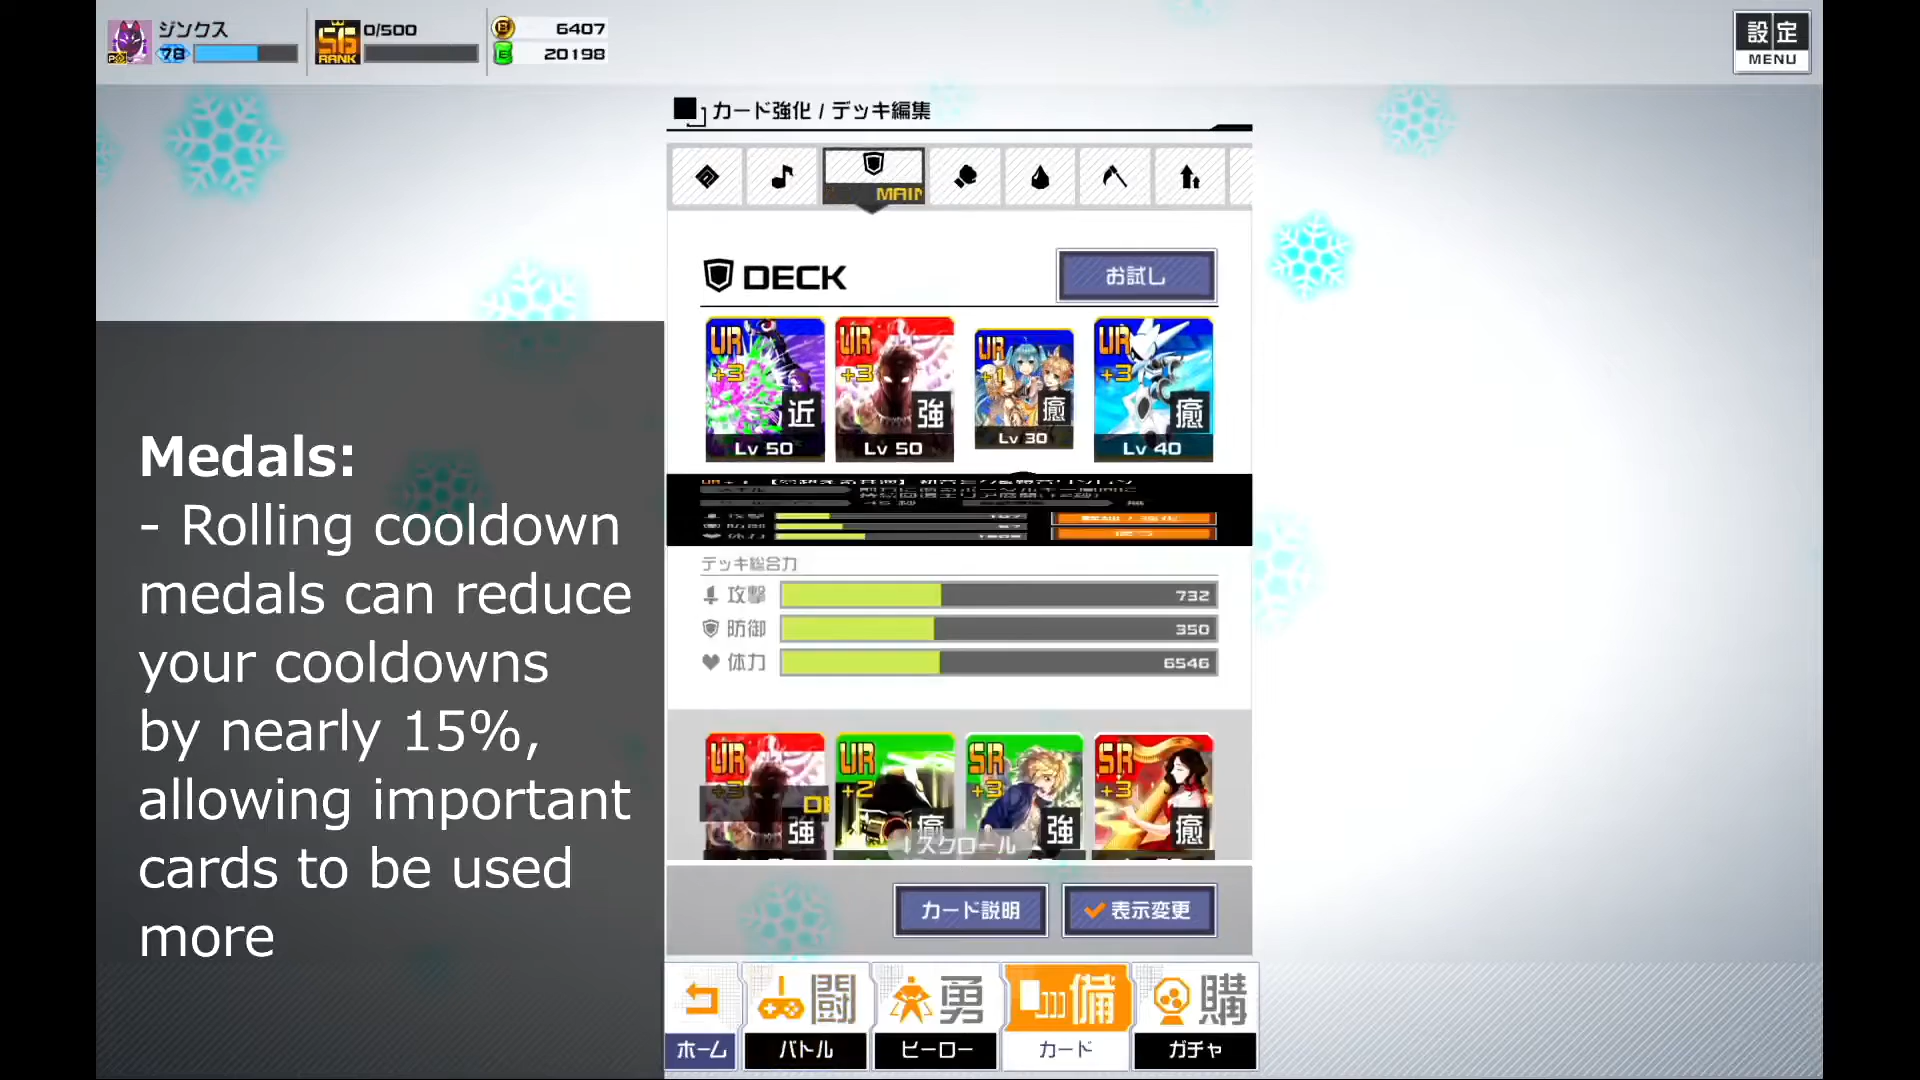 ジンクス
78
S6
RANK
0/500
6407
20198
設定
MENU
カード強化 / デッキ編集
MAIN
DECK
お試し
UR
+3
近
Lv 50
UR
+3
強
Lv 50
UR
+1
癒
Lv 30
UR
+3
癒
Lv 40
デッキ総合力
攻撃
732
防御
350
体力
6546
UR
+3
強
UR
+2
癒
SR
+3
強
SR
+3
癒
↓スクロール
カード説明
表示変更
ホーム
闘
バトル
勇
ヒーロー
備
カード
購
ガチャ
Medals:
- Rolling cooldown
medals can reduce
your cooldowns
by nearly 15%,
allowing important
cards to be used
more